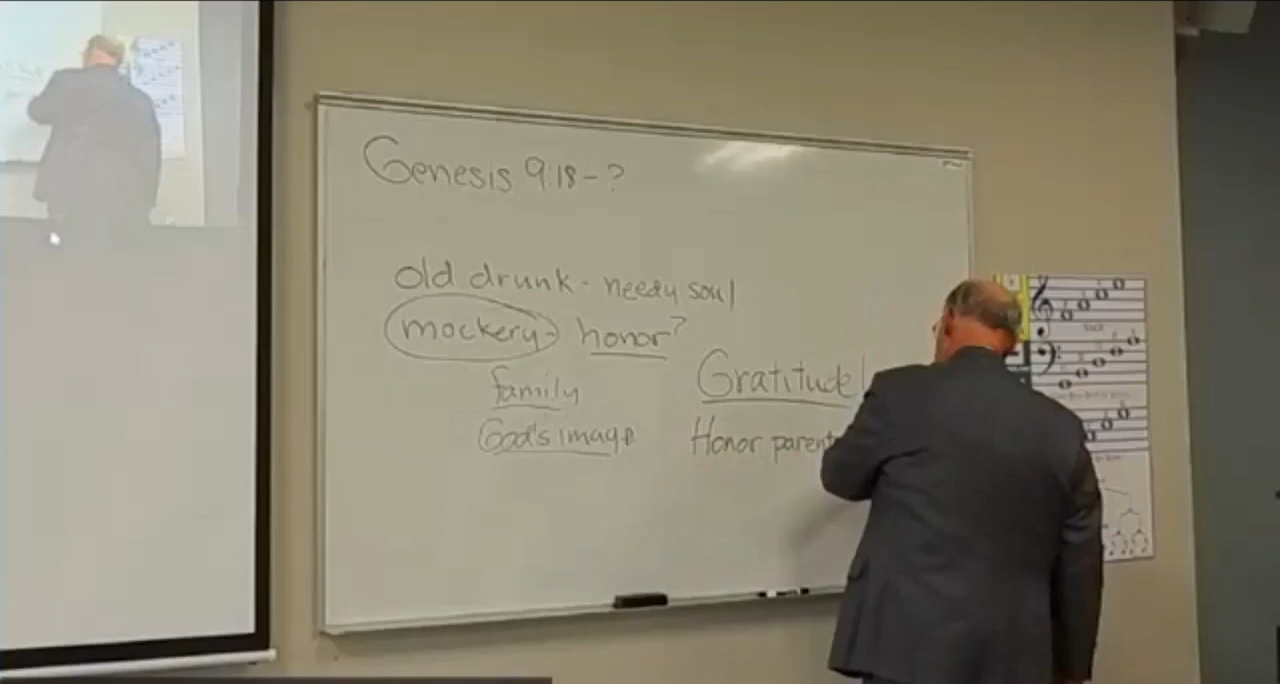 Genesis 9:18-?
old drunk - needy soul
mockery - honor?
family
God's image
Gratitude!
Honor parent